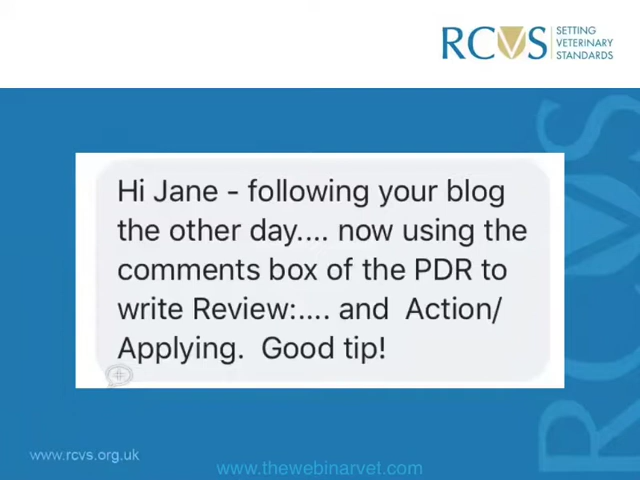 RCVS
SETTING
VETERINARY
STANDARDS
Hi Jane - following your blog
the other day.... now using the
comments box of the PDR to
write Review:.... and Action/
Applying. Good tip!
RCVS
www.rcvs.org.uk
www.thewebinarvet.com